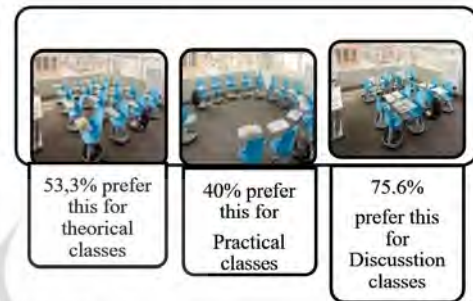 53,3% prefer
this for
theorical
classes
40% prefer
this for
Practical
classes
75.6%
prefer this
for
Discusstion
classes